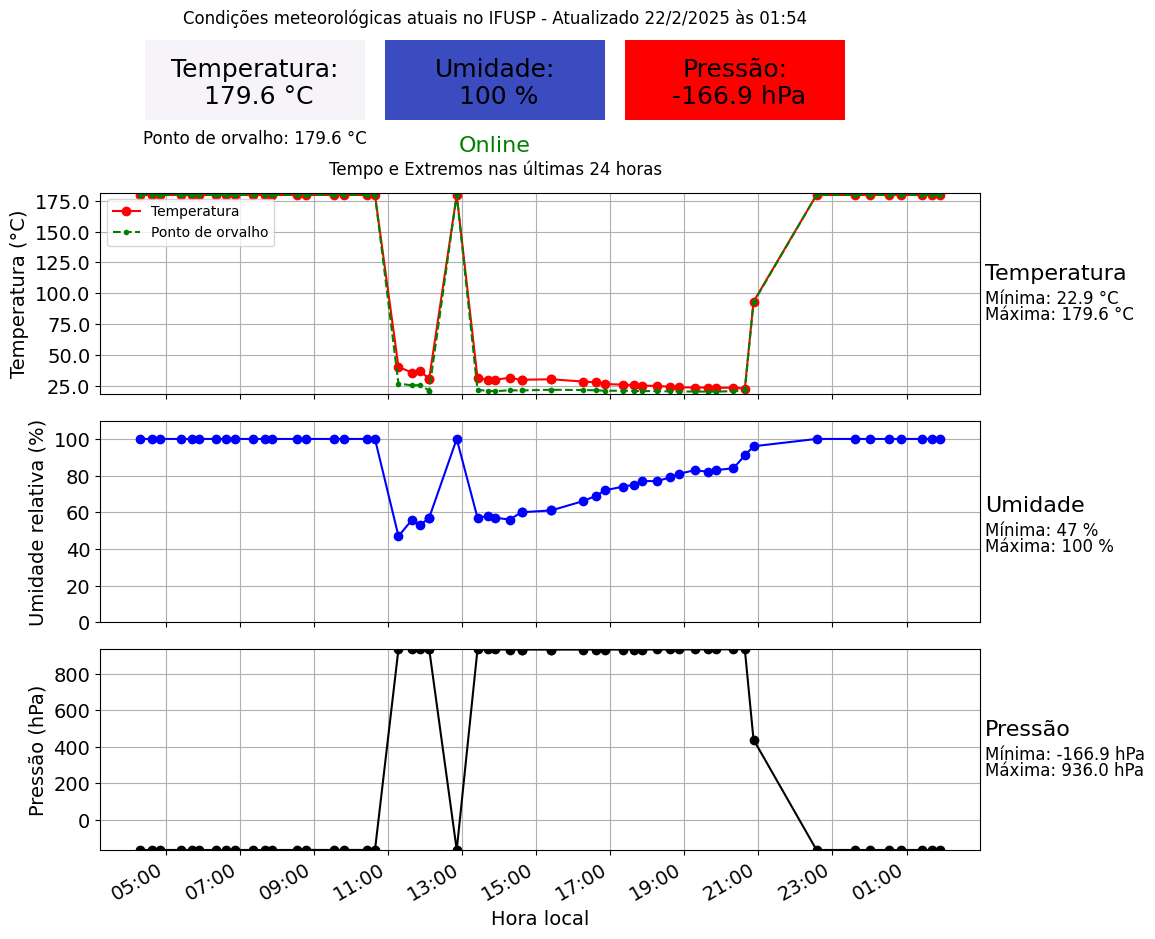 Condições meteorológicas atuais no IFUSP - Atualizado 22/2/2025 às 01:54
Temperatura:
179.6 °C
Umidade:
100 %
Pressão:
-166.9 hPa
Ponto de orvalho: 179.6 °C
Online
Tempo e Extremos nas últimas 24 horas
Temperatura (°C)
175.0
150.0
125.0
100.0
75.0
50.0
25.0
Temperatura
Ponto de orvalho
Temperatura
Mínima: 22.9 °C
Máxima: 179.6 °C
Umidade relativa (%)
100
80
60
40
20
0
Umidade
Mínima: 47 %
Máxima: 100 %
Pressão (hPa)
800
600
400
200
0
Pressão
Mínima: -166.9 hPa
Máxima: 936.0 hPa
05:00
07:00
09:00
11:00
13:00
15:00
17:00
19:00
21:00
23:00
01:00
Hora local